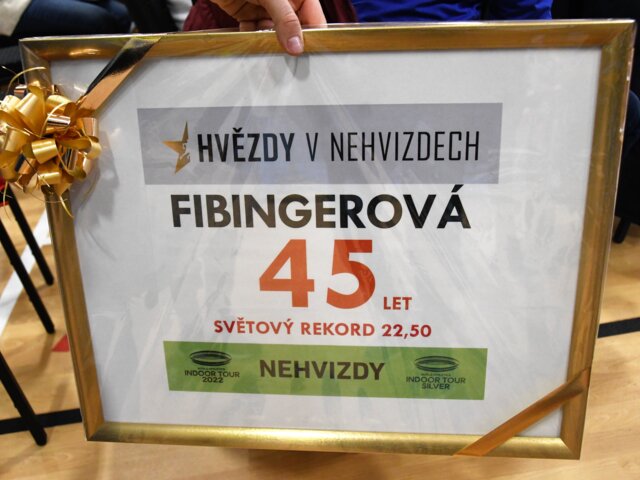 HVĚZDY V NEHVIZDECH
FIBINGEROVÁ
45 LET
SVĚTOVÝ REKORD 22,50
INDOOR TOUR
2022
NEHVIZDY
INDOOR TOUR
SILVER